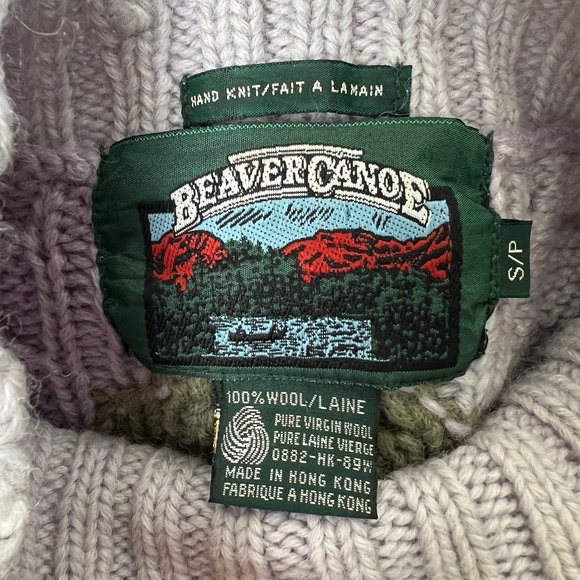 HAND KNIT/FAIT A LAMAIN
BEAVER CANOE
S/P
100% WOOL/LAINE
PURE VIRGIN WOOL
PURE LAINE VIERGE
0882-HK-89W
MADE IN HONG KONG
FABRIQUE A HONG KONG